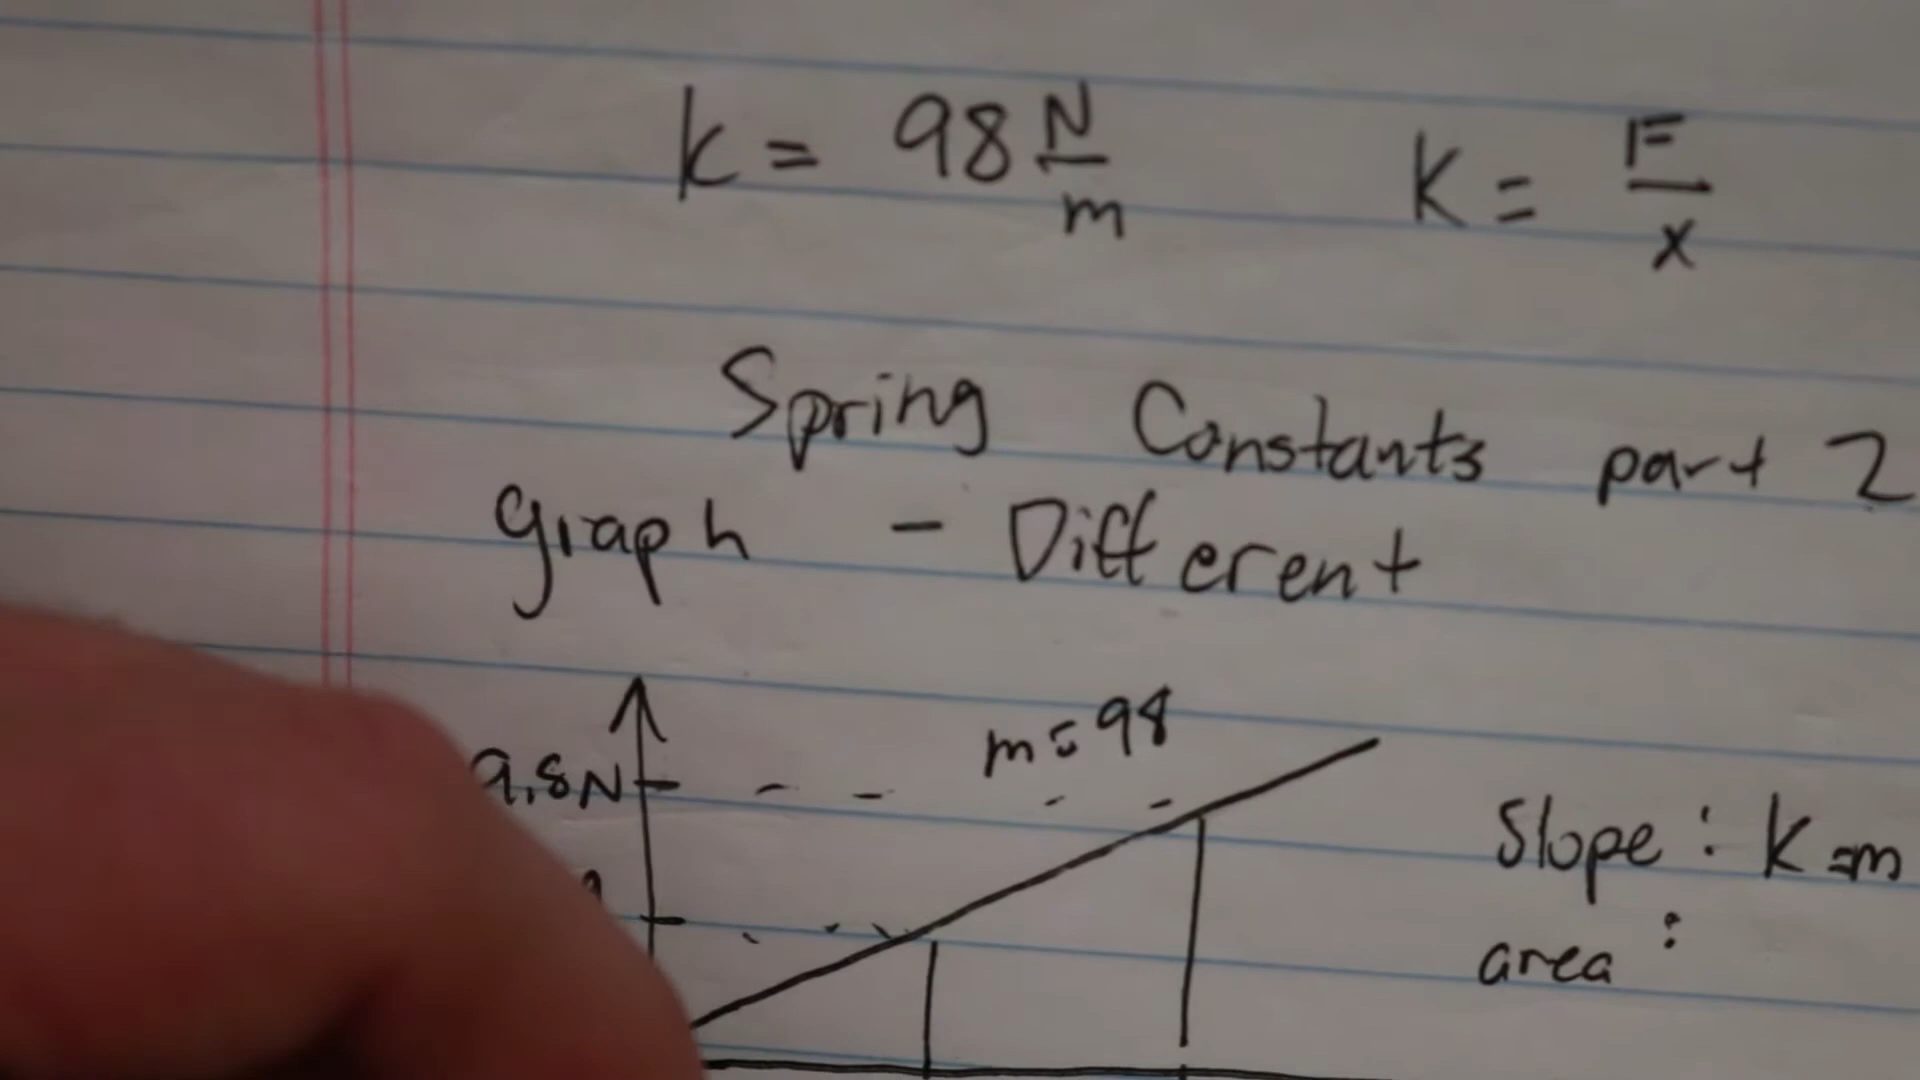 k = 98 N/m
K = F/x
Spring Constants part 2
graph - Different
m=98
9.8N
Slope: K=m
area: